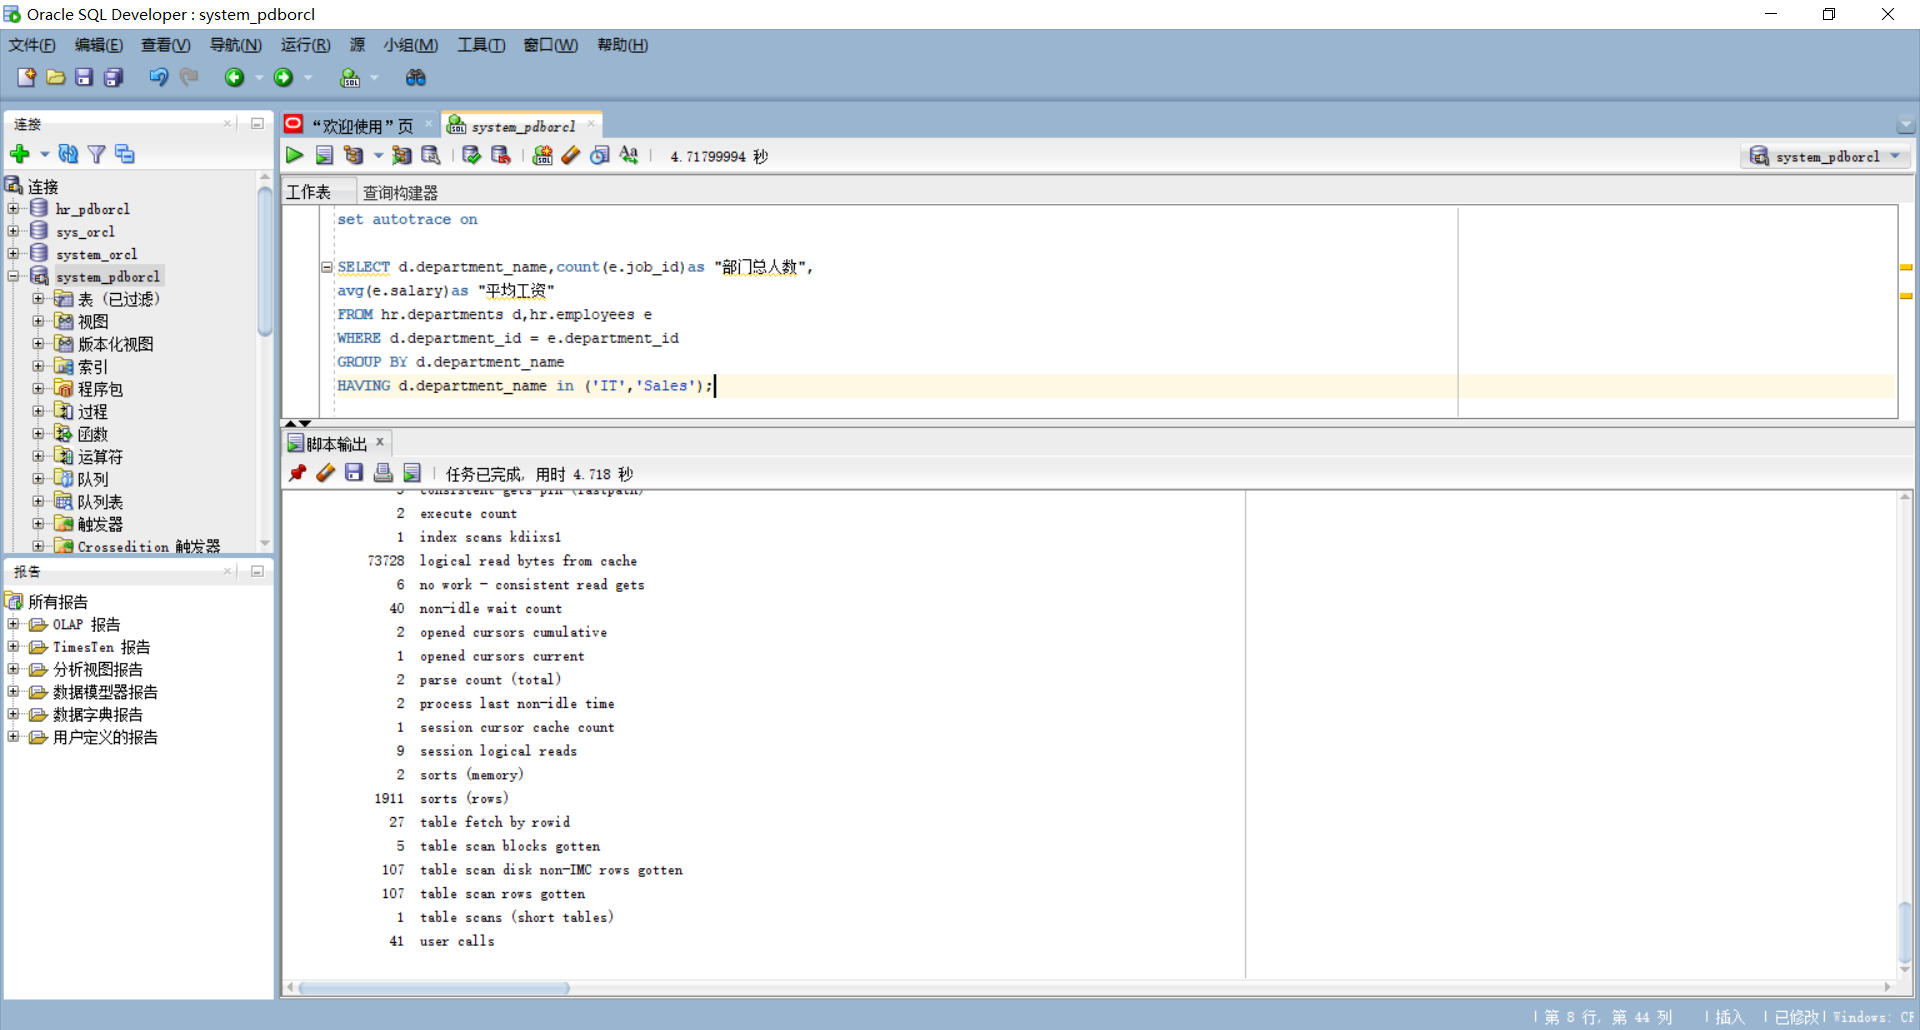 Oracle SQL Developer : system_pdborcl
文件(F) 编辑(E) 查看(V) 导航(N) 运行(R) 源 小组(M) 工具(T) 窗口(W) 帮助(H)
连接
连接
hr_pdborcl
sys_orcl
system_orcl
system_pdborcl
表 (已过滤)
视图
版本化视图
索引
程序包
过程
函数
运算符
队列
队列表
触发器
Crossedition 触发器
报告
所有报告
OLAP 报告
TimesTen 报告
分析视图报告
数据模型器报告
数据字典报告
用户定义的报告
“欢迎使用”页 system_pdborcl
4.71799994 秒
system_pdborcl
工作表 查询构建器
set autotrace on
SELECT d.department_name,count(e.job_id)as "部门总人数",
avg(e.salary)as "平均工资"
FROM hr.departments d,hr.employees e
WHERE d.department_id = e.department_id
GROUP BY d.department_name
HAVING d.department_name in ('IT','Sales');
脚本输出
任务已完成, 用时 4.718 秒
consistent gets pin (fastpath)
2 execute count
1 index scans kdiixs1
73728 logical read bytes from cache
6 no work - consistent read gets
40 non-idle wait count
2 opened cursors cumulative
1 opened cursors current
2 parse count (total)
2 process last non-idle time
1 session cursor cache count
9 session logical reads
2 sorts (memory)
1911 sorts (rows)
27 table fetch by rowid
5 table scan blocks gotten
107 table scan disk non-IMC rows gotten
107 table scan rows gotten
1 table scans (short tables)
41 user calls
第 8 行, 第 44 列 | 插入 | 已修改 | Windows: CF